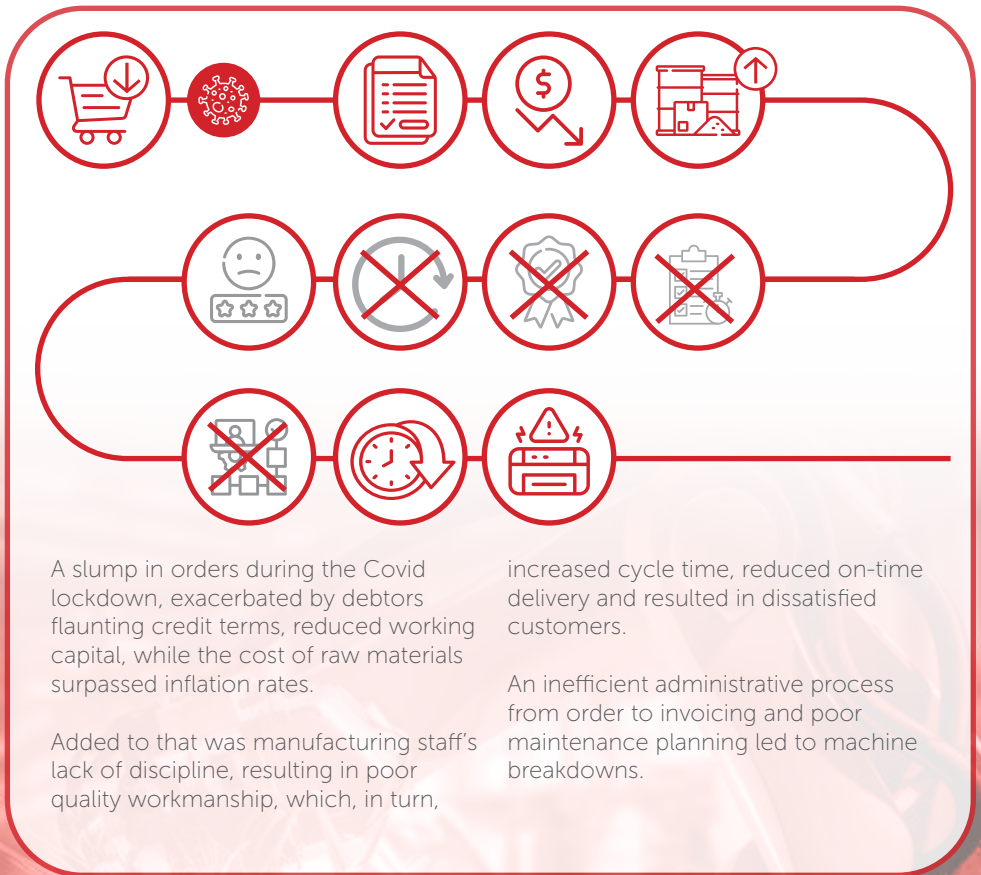 $
A slump in orders during the Covid
lockdown, exacerbated by debtors
flaunting credit terms, reduced working
capital, while the cost of raw materials
surpassed inflation rates.
Added to that was manufacturing staff's
lack of discipline, resulting in poor
quality workmanship, which, in turn,
increased cycle time, reduced on-time
delivery and resulted in dissatisfied
customers.
An inefficient administrative process
from order to invoicing and poor
maintenance planning led to machine
breakdowns.